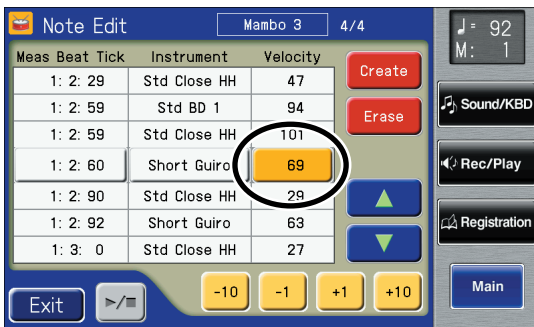 Note Edit Mambo 3 4/4
♩= 92
M: 1
Meas Beat Tick Instrument Velocity
1: 2: 29 Std Close HH 47
1: 2: 59 Std BD 1 94
1: 2: 59 Std Close HH 101
1: 2: 60 Short Guiro 69
1: 2: 90 Std Close HH 29
1: 2: 92 Short Guiro 63
1: 3: 0 Std Close HH 27
Create
Erase
Sound/KBD
Rec/Play
Registration
Main
Exit >/■ -10 -1 +1 +10